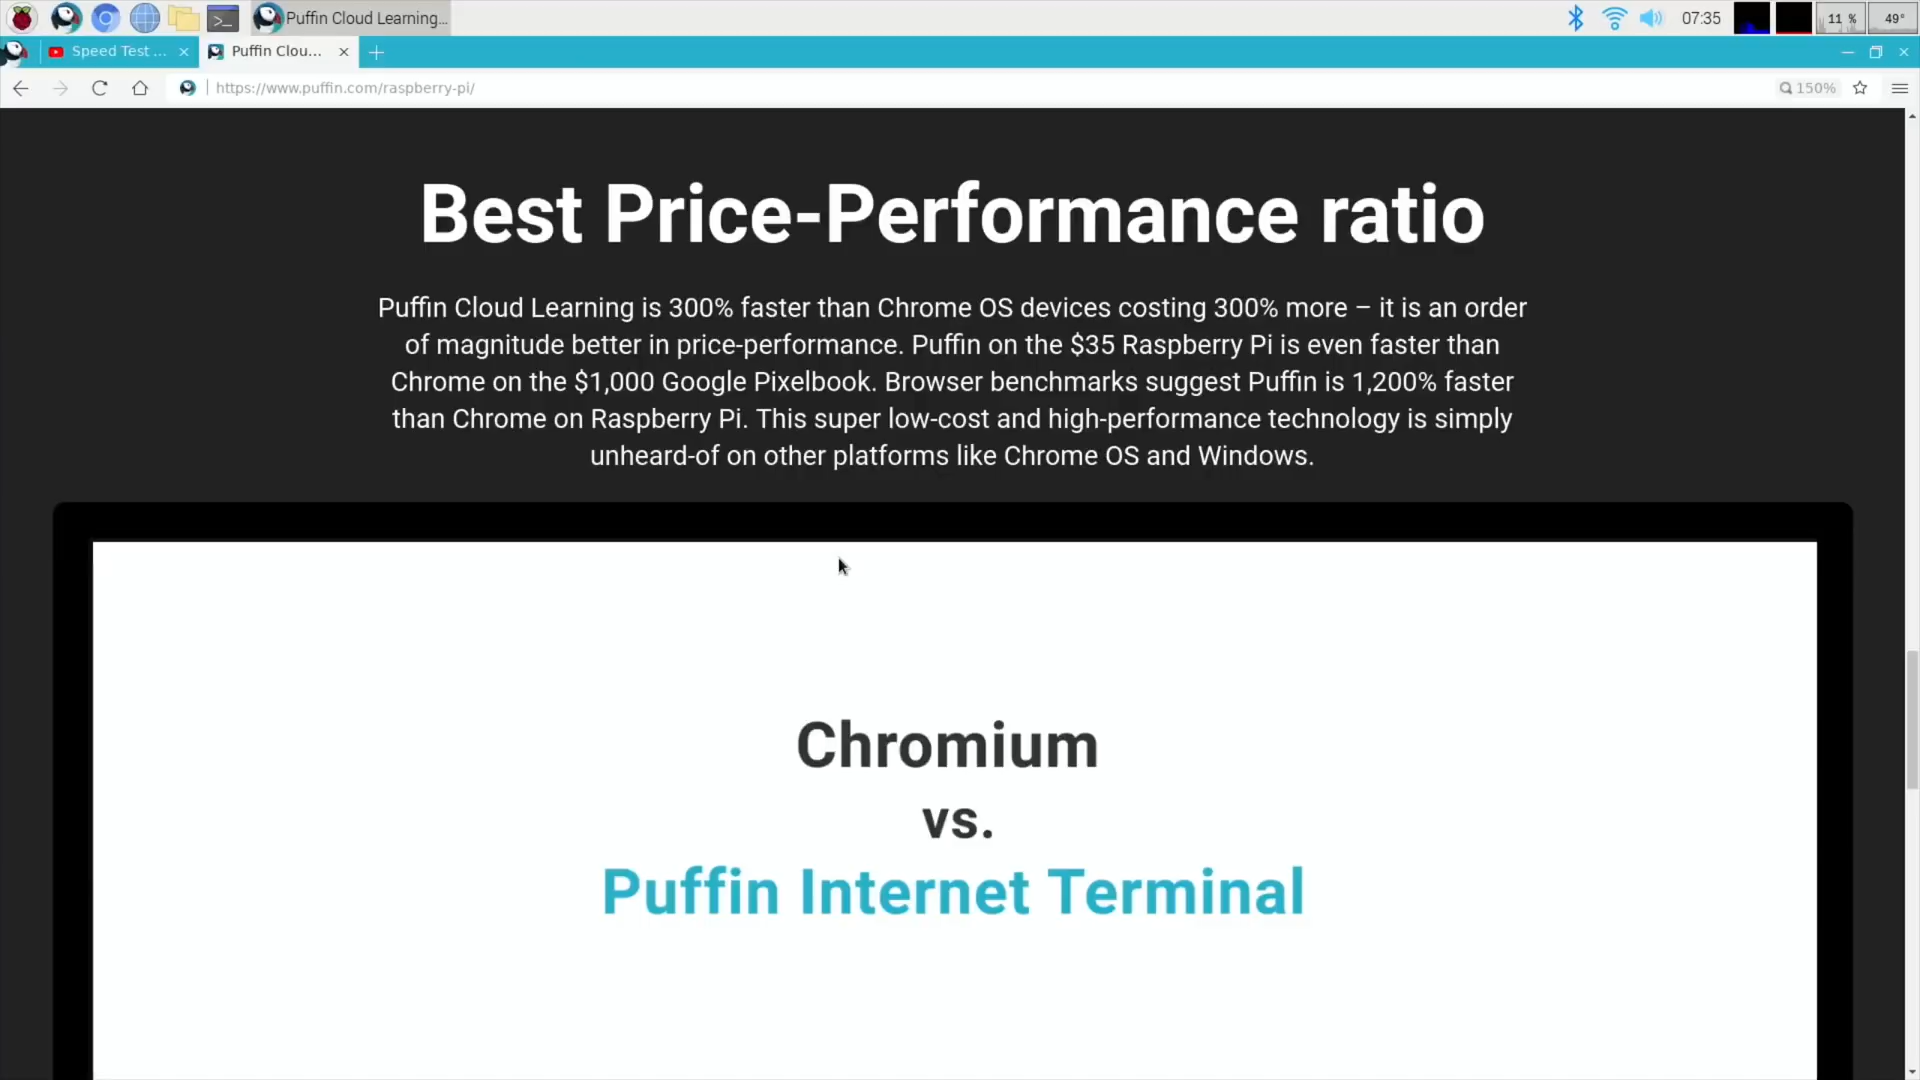 Puffin Cloud Learning...
07:35
11 %
49°
Speed Test ...
Puffin Clou...
https://www.puffin.com/raspberry-pi/
150%
Best Price-Performance ratio
Puffin Cloud Learning is 300% faster than Chrome OS devices costing 300% more – it is an order
of magnitude better in price-performance. Puffin on the $35 Raspberry Pi is even faster than
Chrome on the $1,000 Google Pixelbook. Browser benchmarks suggest Puffin is 1,200% faster
than Chrome on Raspberry Pi. This super low-cost and high-performance technology is simply
unheard-of on other platforms like Chrome OS and Windows.
Chromium
vs.
Puffin Internet Terminal